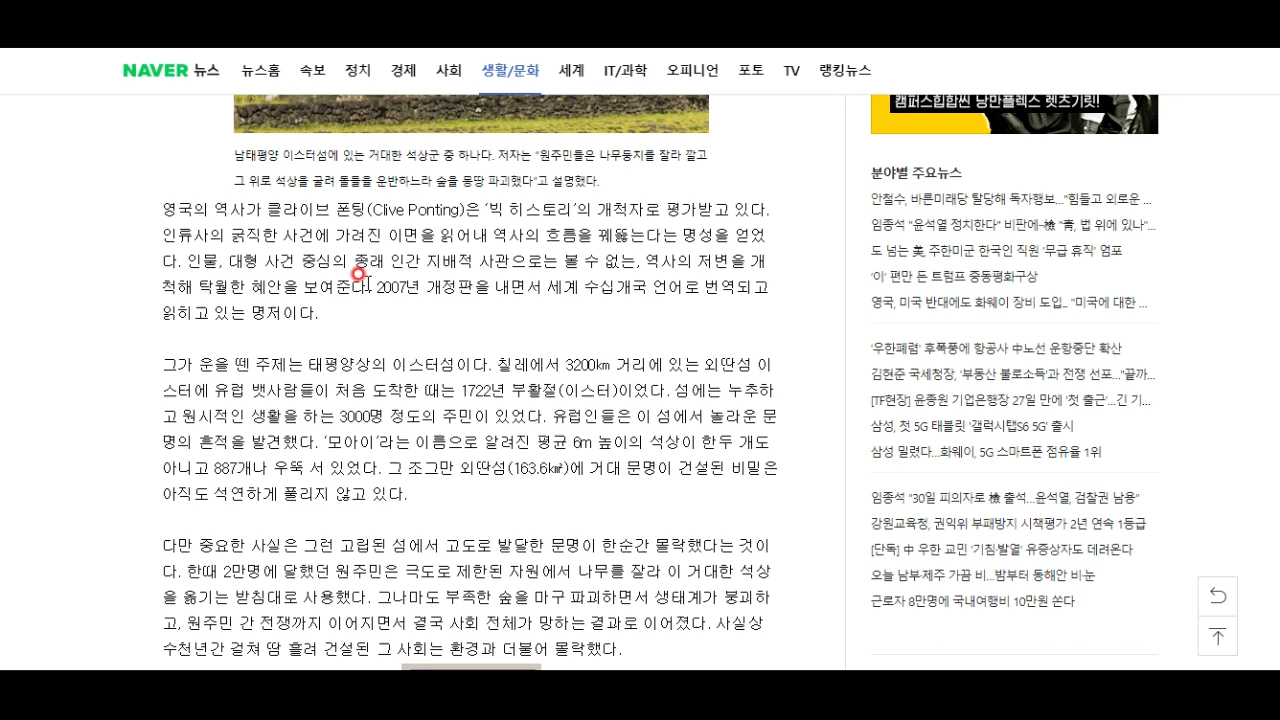 NAVER 뉴스 뉴스홈 속보 정치 경제 사회 생활/문화 세계 IT/과학 오피니언 포토 TV 랭킹뉴스
캠퍼스힙합씬 낭만플렉스 렛츠기릿!
남태평양 이스터섬에 있는 거대한 석상군 중 하나다. 저자는 "원주민들은 나무둥치를 잘라 깔고
그 위로 석상을 굴려 돌들을 운반하느라 숲을 몽땅 파괴했다"고 설명했다.
영국의 역사가 클라이브 폰팅(Clive Ponting)은 '빅 히스토리'의 개척자로 평가받고 있다.
인류사의 굵직한 사건에 가려진 이면을 읽어내 역사의 흐름을 꿰뚫는다는 명성을 얻었
다. 인물, 대형 사건 중심의 종래 인간 지배적 사관으로는 볼 수 없는, 역사의 저변을 개
척해 탁월한 혜안을 보여준다. 2007년 개정판을 내면서 세계 수십개국 언어로 번역되고
읽히고 있는 명저이다.
그가 운을 뗀 주제는 태평양상의 이스터섬이다. 칠레에서 3200㎞ 거리에 있는 외딴섬 이
스터에 유럽 뱃사람들이 처음 도착한 때는 1722년 부활절(이스터)이었다. 섬에는 누추하
고 원시적인 생활을 하는 3000명 정도의 주민이 있었다. 유럽인들은 이 섬에서 놀라운 문
명의 흔적을 발견했다. '모아이'라는 이름으로 알려진 평균 6m 높이의 석상이 한두 개도
아니고 887개나 우뚝 서 있었다. 그 조그만 외딴섬(163.6㎢)에 거대 문명이 건설된 비밀은
아직도 석연하게 풀리지 않고 있다.
다만 중요한 사실은 그런 고립된 섬에서 고도로 발달한 문명이 한순간 몰락했다는 것이
다. 한때 2만명에 달했던 원주민은 극도로 제한된 자원에서 나무를 잘라 이 거대한 석상
을 옮기는 받침대로 사용했다. 그나마도 부족한 숲을 마구 파괴하면서 생태계가 붕괴하
고, 원주민 간 전쟁까지 이어지면서 결국 사회 전체가 망하는 결과로 이어졌다. 사실상
수천년간 걸쳐 땀 흘려 건설된 그 사회는 환경과 더불어 몰락했다.
분야별 주요뉴스
안철수, 바른미래당 탈당해 독자행보..."힘들고 외로운 ...
임종석 "윤석열 정치한다" 비판에-檢 "靑, 법 위에 있나"...
도 넘는 美, 주한미군 한국인 직원 '무급 휴직' 엄포
'이' 편만 든 트럼프 중동평화구상
영국, 미국 반대에도 화웨이 장비 도입... "미국에 대한 ...
'우한폐렴' 후폭풍에 항공사 中노선 운항중단 확산
김현준 국세청장, '부동산 불로소득'과 전쟁 선포..."끝까...
[TF현장] 윤종원 기업은행장 27일 만에 '첫 출근'...긴 기...
삼성, 첫 5G 태블릿 '갤럭시탭S6 5G' 출시
삼성 밀렸다...화웨이, 5G 스마트폰 점유율 1위
임종석 "30일 피의자로 檢 출석...윤석열, 검찰권 남용"
강원교육청, 권익위 부패방지 시책평가 2년 연속 1등급
[단독] 中 우한 교민 '기침·발열' 유증상자도 데려온다
오늘 남부·제주 가끔 비...밤부터 동해안 비·눈
근로자 8만명에 국내여행비 10만원 쏜다